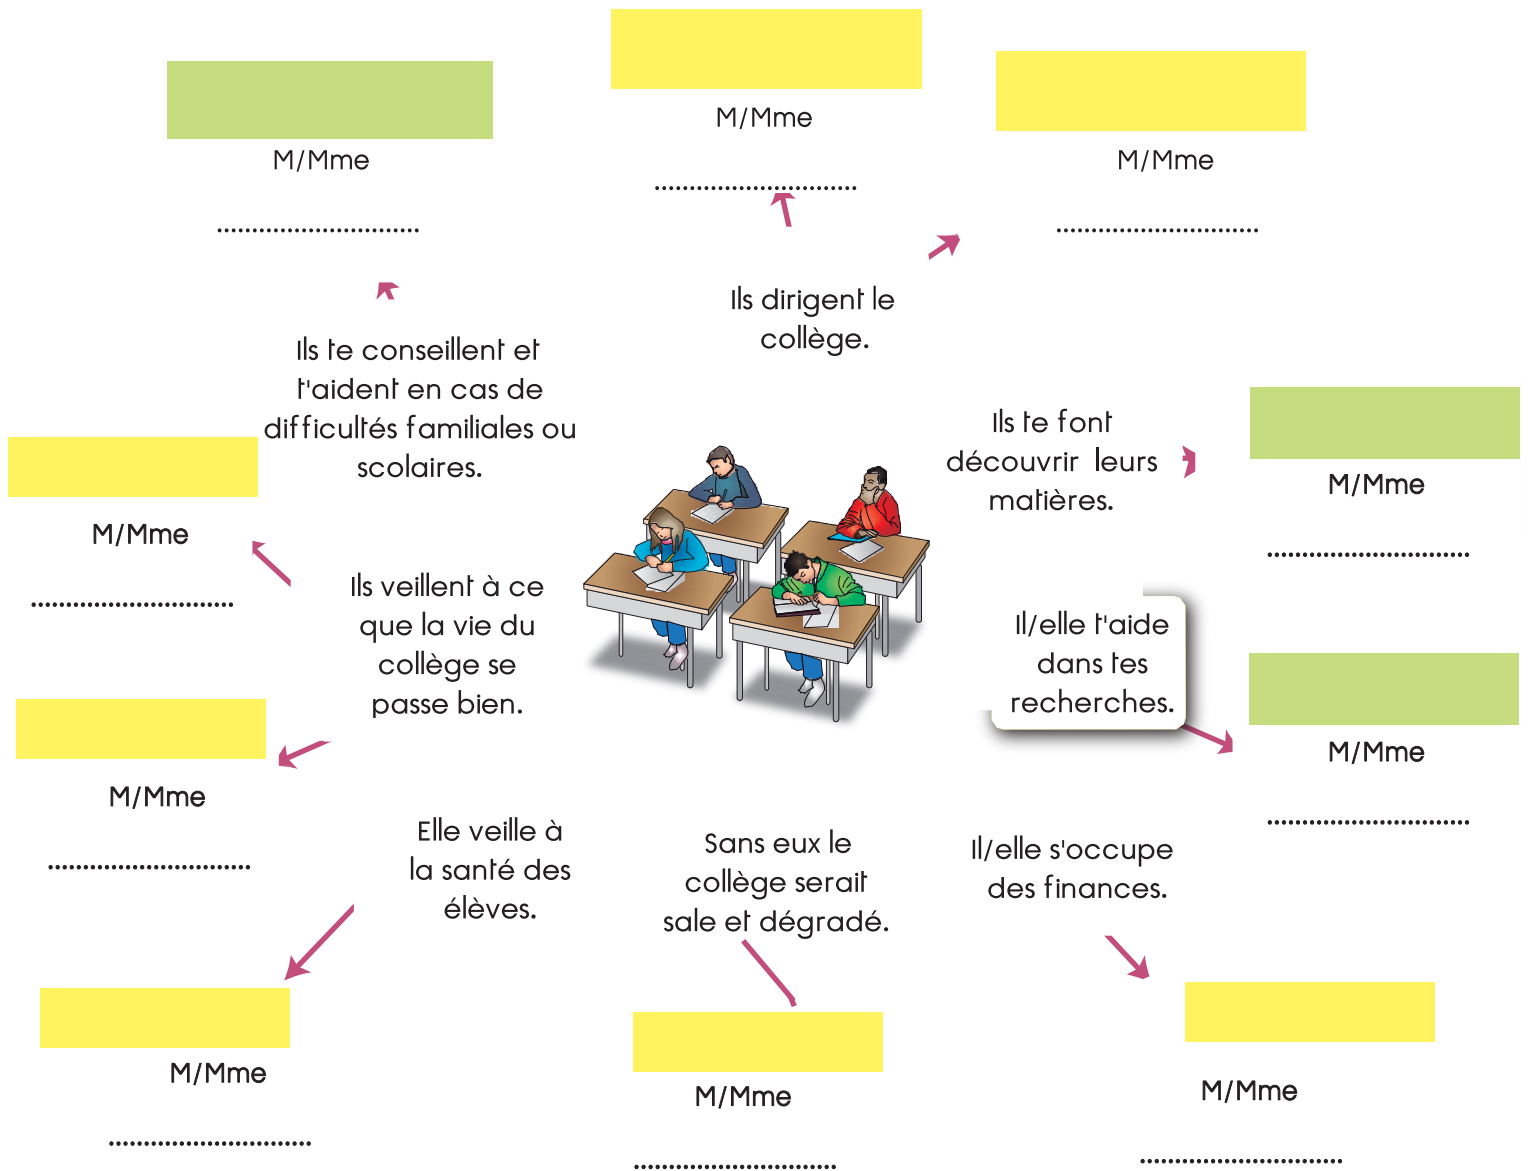 M/Mme
............................
M/Mme
............................
M/Mme
............................
Ils dirigent le
collège.
Ils te conseillent et
t'aident en cas de
difficultés familiales ou
scolaires.
Ils te font
découvrir leurs
matières.
M/Mme
............................
M/Mme
............................
Ils veillent à ce
que la vie du
collège se
passe bien.
Il/elle t'aide
dans tes
recherches.
M/Mme
............................
M/Mme
............................
Elle veille à
la santé des
élèves.
Sans eux le
collège serait
sale et dégradé.
Il/elle s'occupe
des finances.
M/Mme
............................
M/Mme
............................
M/Mme
............................